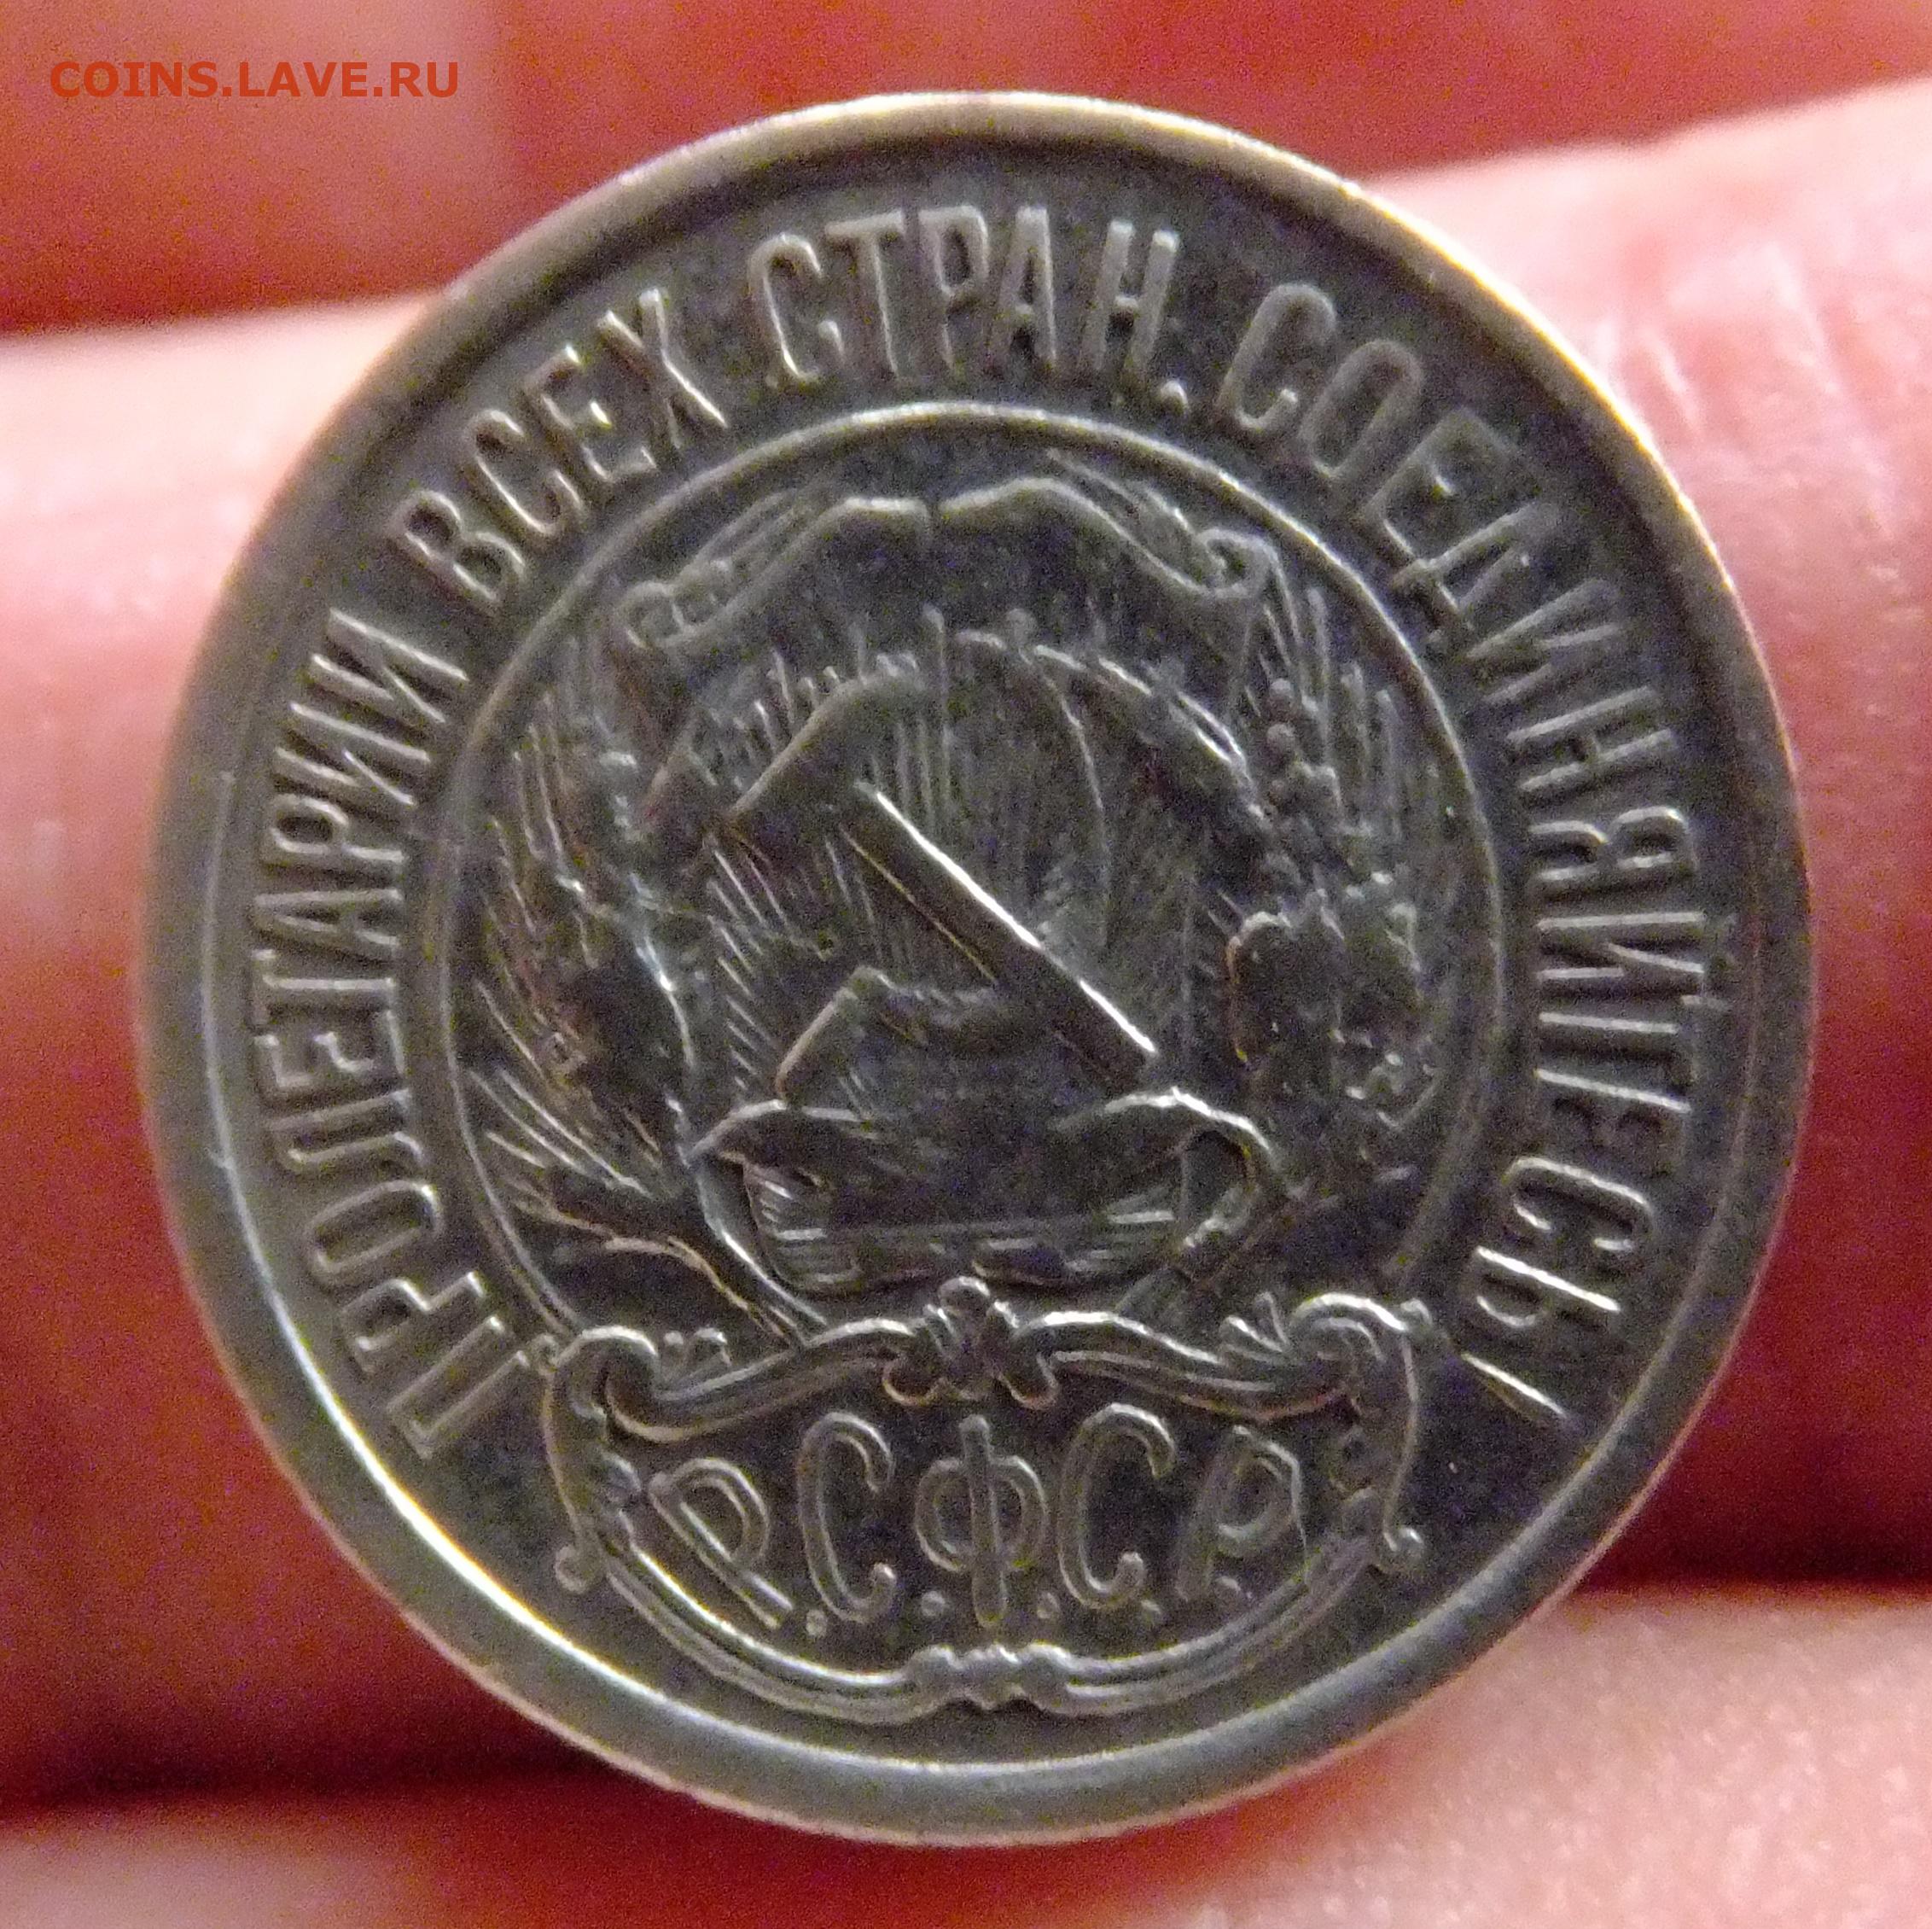 COINS.LAVE.RU
ПРОЛЕТАРИИ ВСЕХ СТРАН. СОЕДИНЯЙТЕСЬ!
Р.С.Ф.С.Р.